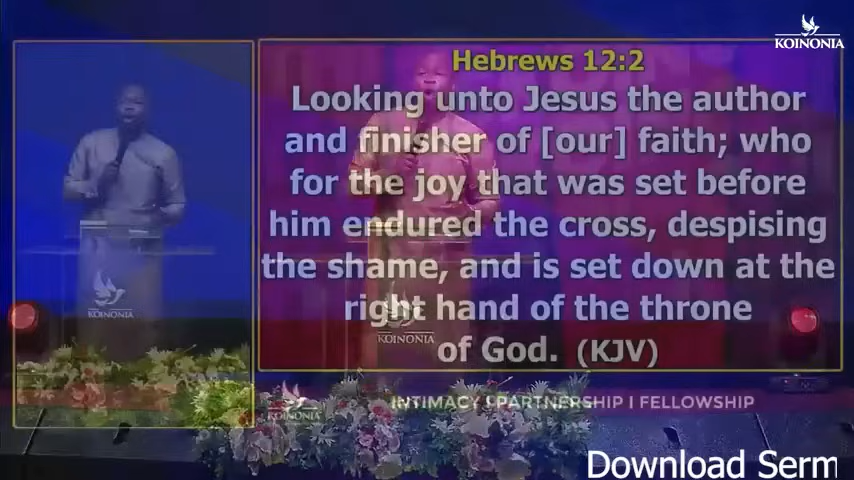 KOINONIA
Hebrews 12:2
Looking unto Jesus the author
and finisher of [our] faith; who
for the joy that was set before
him endured the cross, despising
the shame, and is set down at the
right hand of the throne
of God. (KJV)
KOINONIA
KOINONIA
KOINONIA
INTIMACY I PARTNERSHIP I FELLOWSHIP
Download Serm